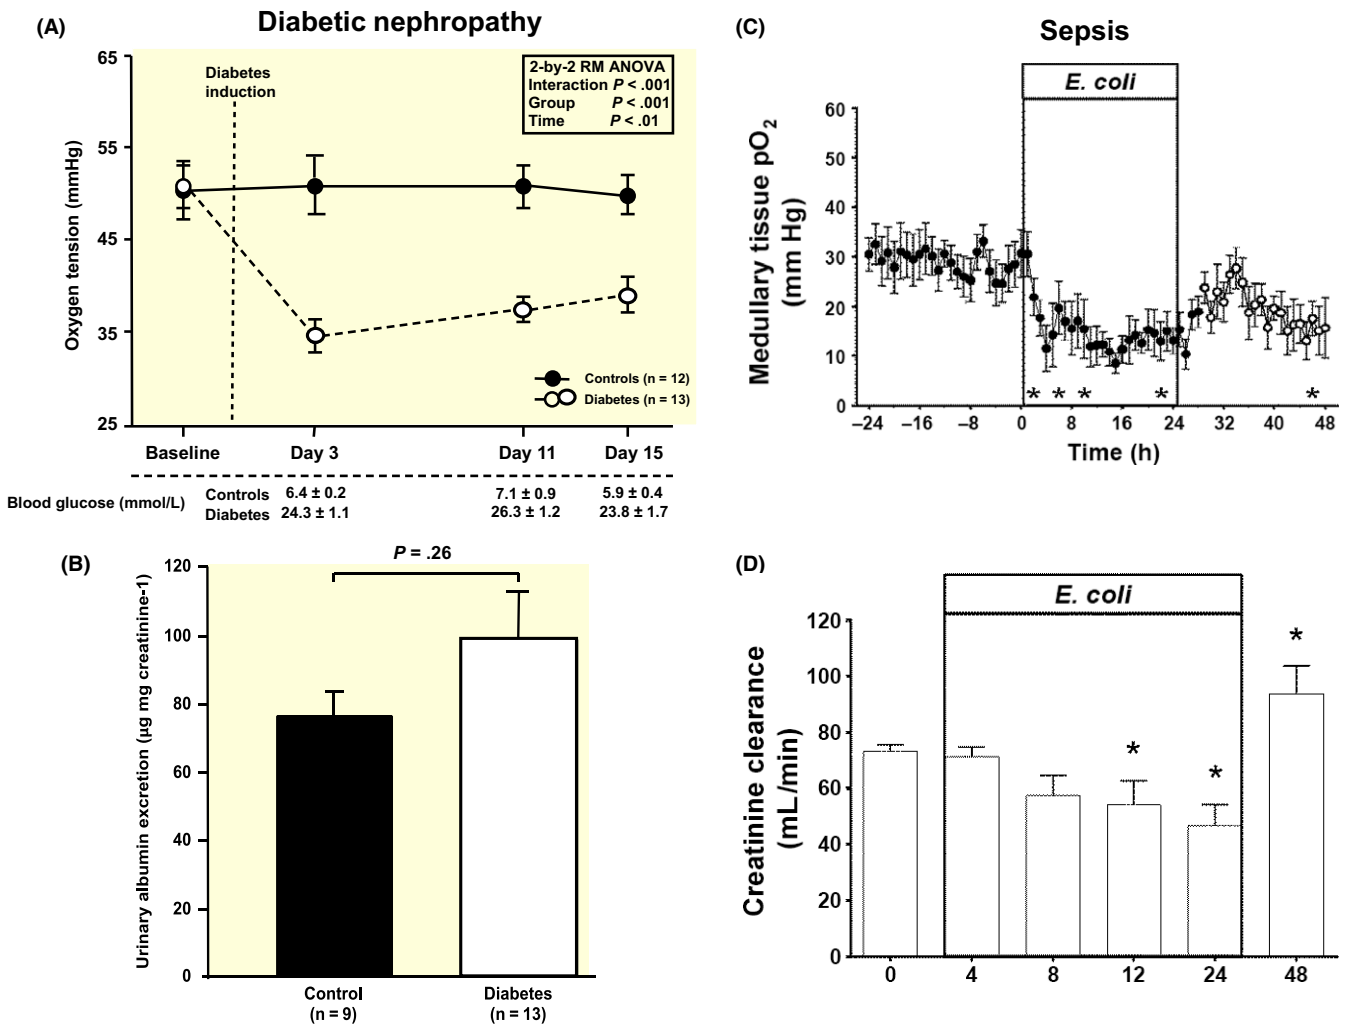 (A)
Diabetic nephropathy
65
55
45
35
25
Oxygen tension (mmHg)
Diabetes
induction
2-by-2 RM ANOVA
Interaction P < .001
Group P < .001
Time P < .01
Controls (n = 12)
Diabetes (n = 13)
Baseline Day 3 Day 11 Day 15
Blood glucose (mmol/L)
Controls 6.4 ± 0.2 7.1 ± 0.9 5.9 ± 0.4
Diabetes 24.3 ± 1.1 26.3 ± 1.2 23.8 ± 1.7
(B)
P = .26
120
100
80
60
40
20
0
Urinary albumin excretion (µg mg creatinine-1)
Control Diabetes
(n = 9) (n = 13)
(C)
Sepsis
E. coli
60
50
40
30
20
10
0
Medullary tissue pO2
(mm Hg)
* * * * *
–24 –16 –8 0 8 16 24 32 40 48
Time (h)
(D)
E. coli
120
100
80
60
40
20
0
Creatinine clearance
(mL/min)
* * *
0 4 8 12 24 48